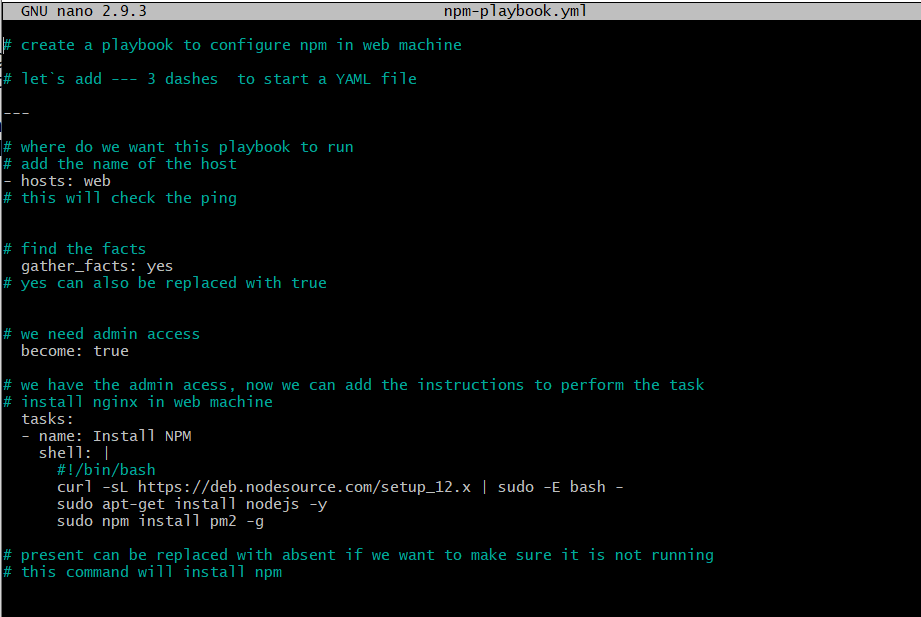 GNU nano 2.9.3 npm-playbook.yml
# create a playbook to configure npm in web machine
# let`s add --- 3 dashes  to start a YAML file
---
# where do we want this playbook to run
# add the name of the host
- hosts: web
# this will check the ping
# find the facts
  gather_facts: yes
# yes can also be replaced with true
# we need admin access
  become: true
# we have the admin acess, now we can add the instructions to perform the task
# install nginx in web machine
  tasks:
  - name: Install NPM
    shell: |
      #!/bin/bash
      curl -sL https://deb.nodesource.com/setup_12.x | sudo -E bash -
      sudo apt-get install nodejs -y
      sudo npm install pm2 -g
# present can be replaced with absent if we want to make sure it is not running
# this command will install npm